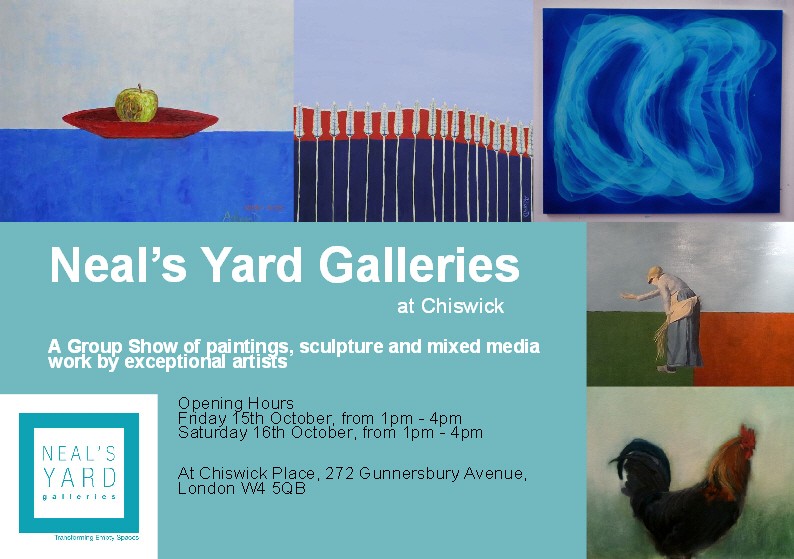 Neal's Yard Galleries
at Chiswick
A Group Show of paintings, sculpture and mixed media
work by exceptional artists
Opening Hours
Friday 15th October, from 1pm - 4pm
Saturday 16th October, from 1pm - 4pm
At Chiswick Place, 272 Gunnersbury Avenue,
London W4 5QB
NEAL'S
YARD
galleries
Transforming Empty Spaces